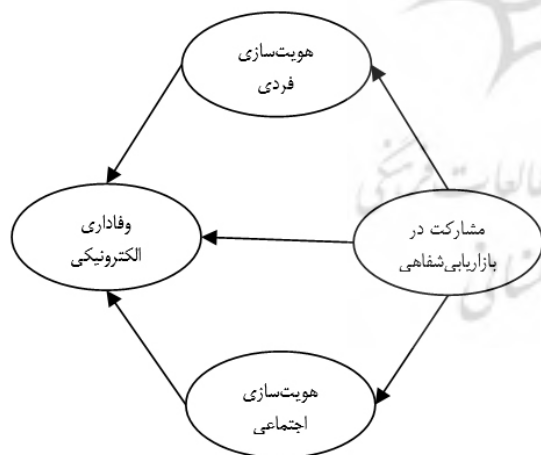 هویت‌سازی
فردی
وفاداری
الکترونیکی
مشارکت در
بازاریابی‌شفاهی
هویت‌سازی
اجتماعی